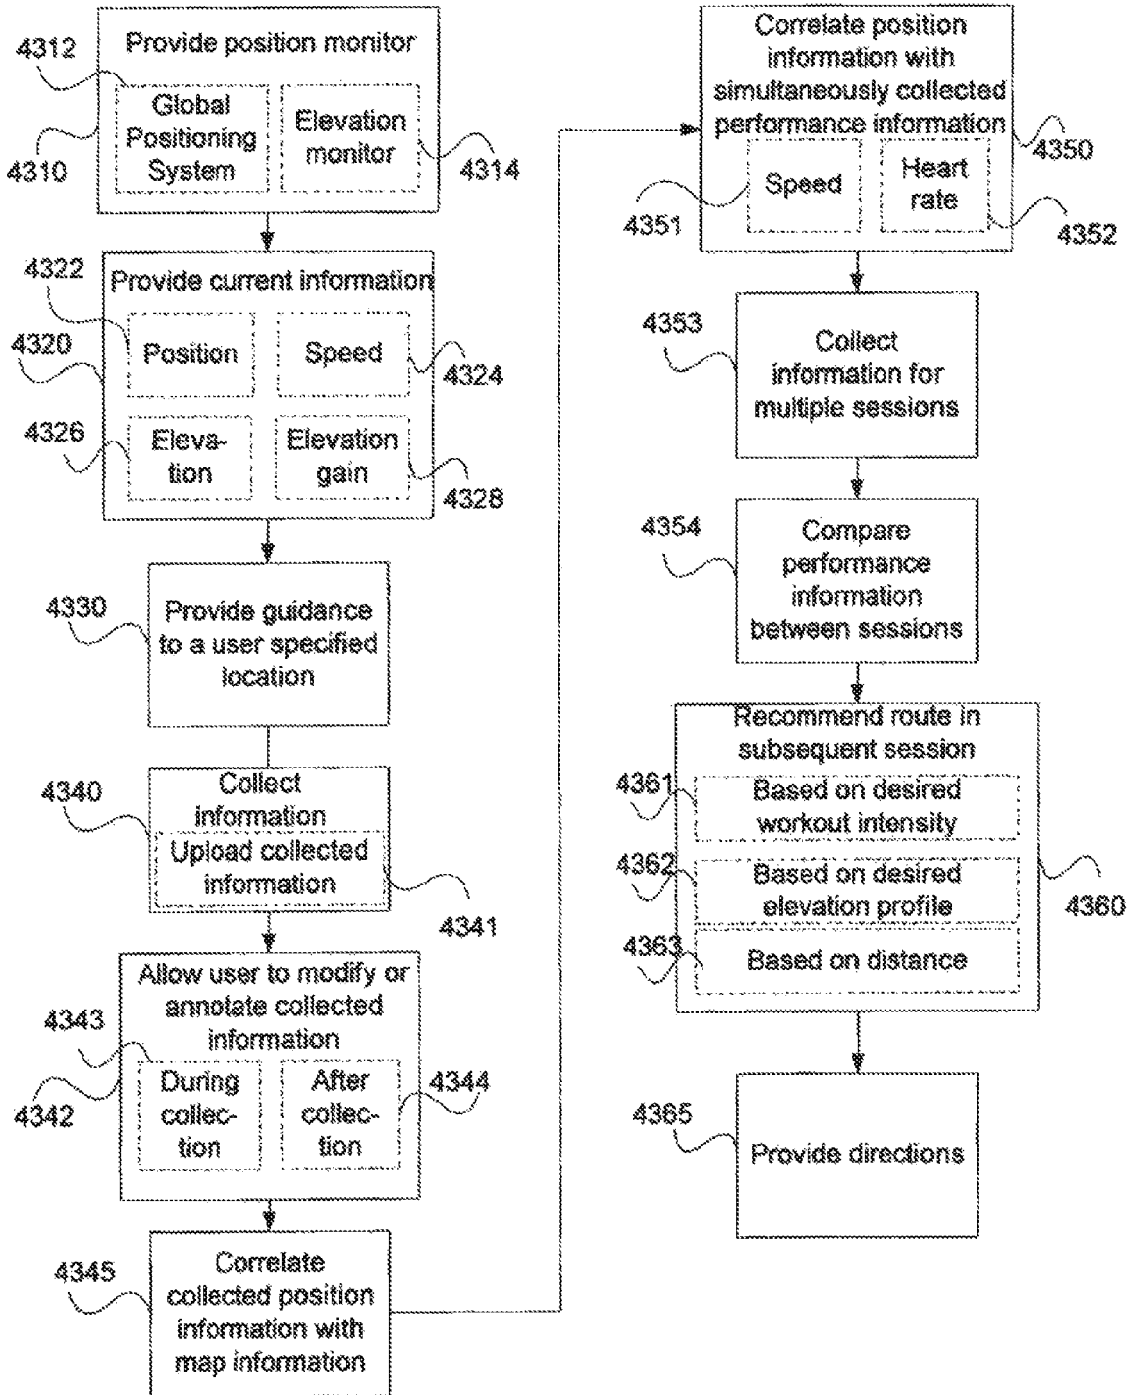 Provide position monitor
4312
Global
Positioning
System
Elevation
monitor
4310
4314
Provide current information
4322
4320
Position
Speed
4324
4326
Eleva-
tion
Elevation
gain
4328
4330
Provide guidance
to a user specified
location
4340
Collect
information
Upload collected
information
4341
Allow user to modify or
annotate collected
information
4343
4342
During
collec-
tion
After
collec-
tion
4344
4345
Correlate
collected position
information with
map information
Correlate position
information with
simultaneously collected
performance information
4350
Speed
Heart
rate
4351
4352
4353
Collect
information for
multiple sessions
4354
Compare
performance
information
between sessions
Recommend route in
subsequent session
4361
Based on desired
workout intensity
4362
Based on desired
elevation profile
4360
4363
Based on distance
4365
Provide directions